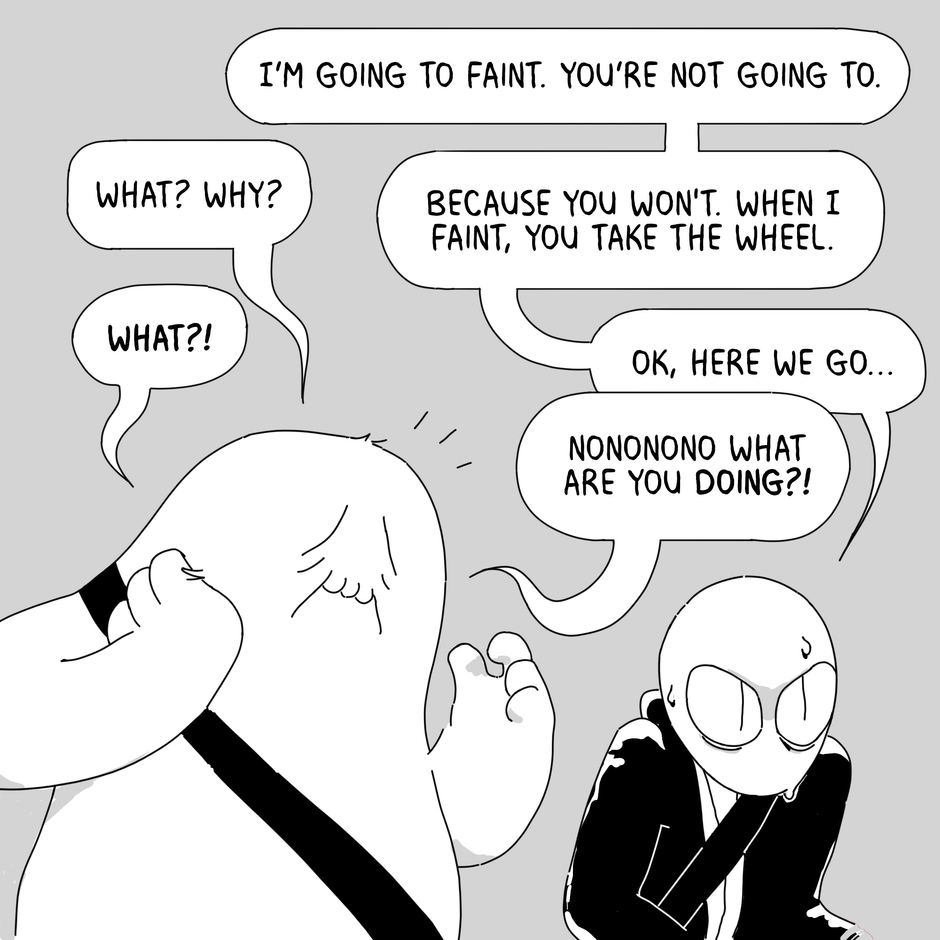 I'M GOING TO FAINT. YOU'RE NOT GOING TO.
WHAT? WHY?
BECAUSE YOU WON'T. WHEN I
FAINT, YOU TAKE THE WHEEL.
WHAT?!
OK, HERE WE GO...
NONONONO WHAT
ARE YOU DOING?!